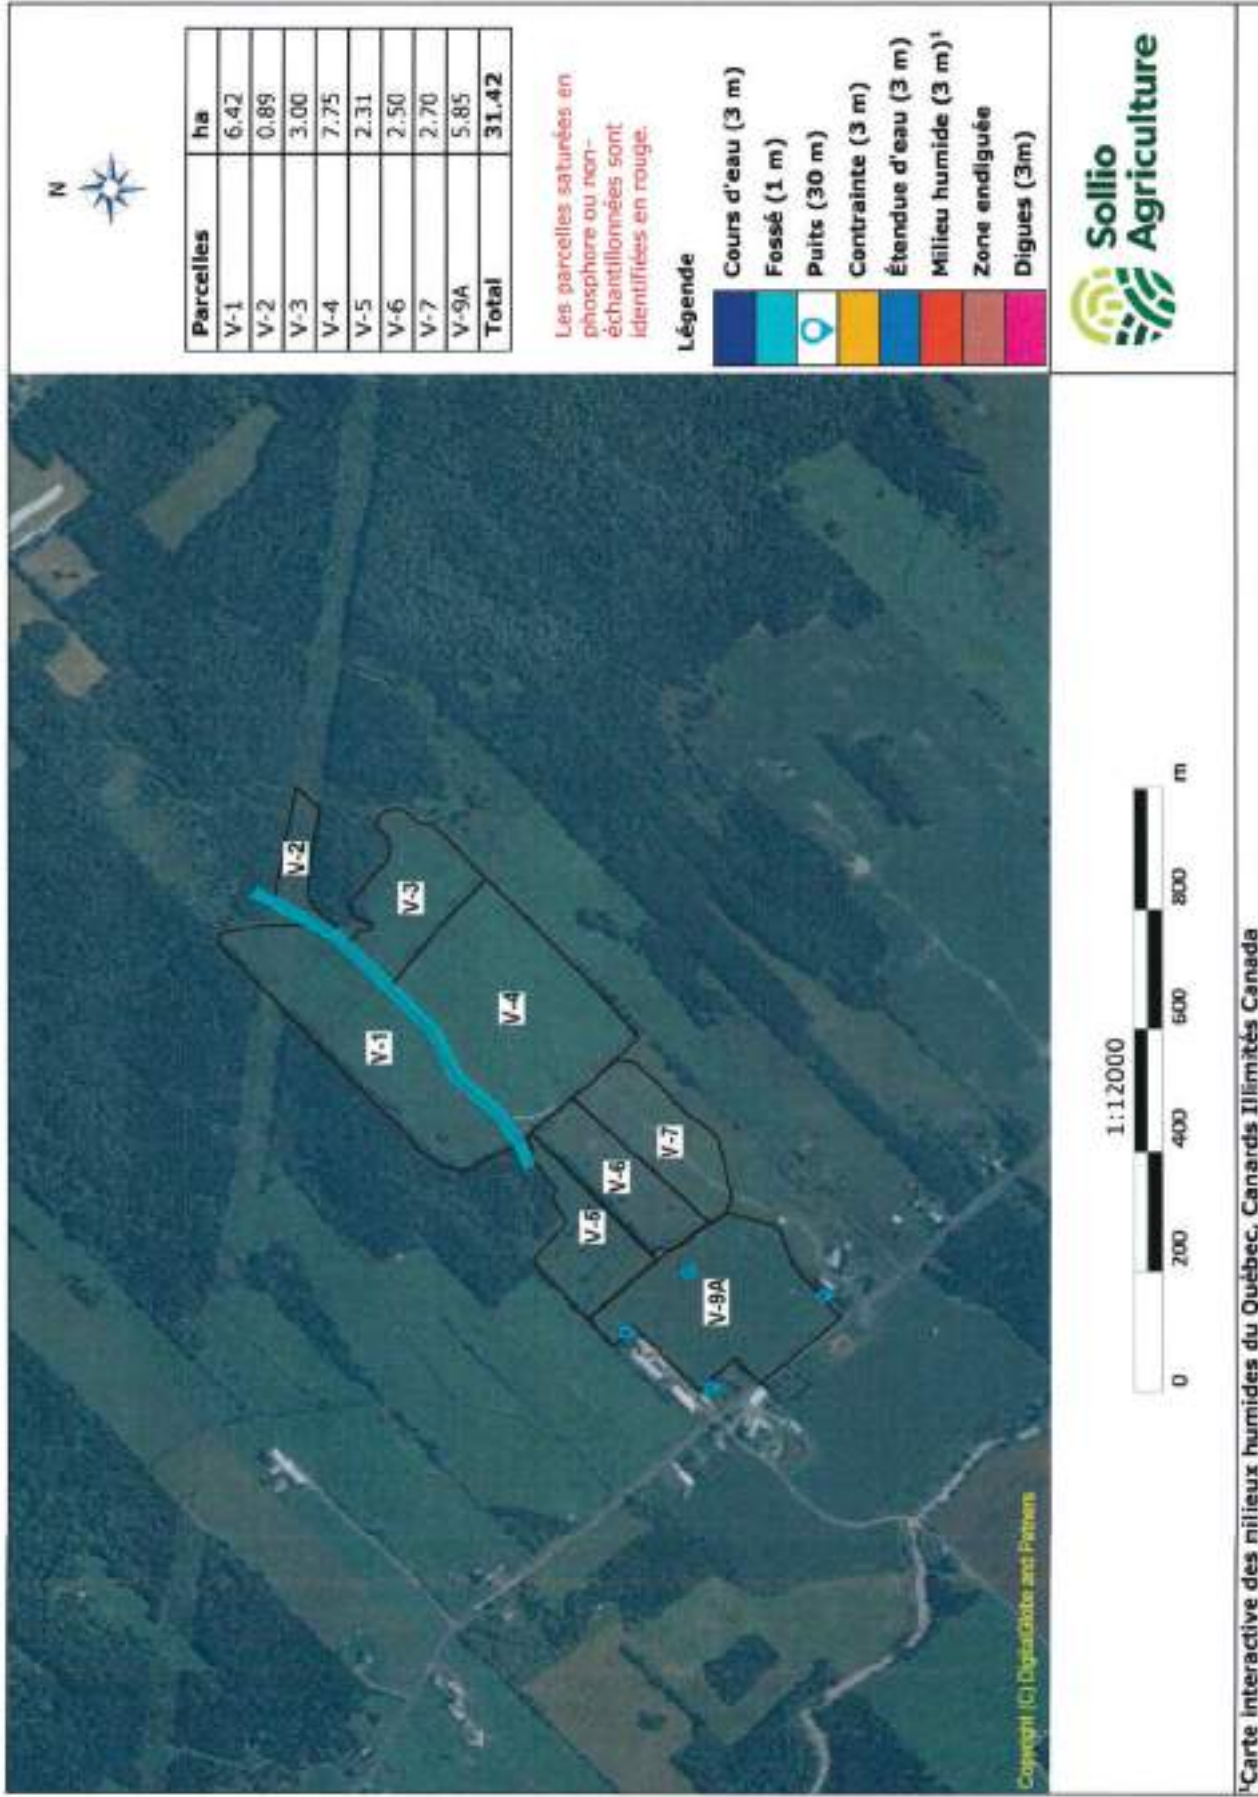 N
Parcelles ha
V-1 6.42
V-2 0.89
V-3 3.00
V-4 7.75
V-5 2.31
V-6 2.50
V-7 2.70
V-9A 5.85
Total 31.42
Les parcelles saturées en
phosphore ou non-
échantillonnées sont
identifiées en rouge.
Légende
Cours d'eau (3 m)
Fossé (1 m)
Puits (30 m)
Contrainte (3 m)
Étendue d'eau (3 m)
Milieu humide (3 m)¹
Zone endiguée
Digues (3m)
Sollio
Agriculture
V-2
V-3
V-1
V-4
V-5
V-6
V-7
V-9A
Copyright (C) Digitalglobe and Partners
1:12000
0 200 400 600 800 m
¹Carte interactive des milieux humides du Québec, Canards Illimités Canada